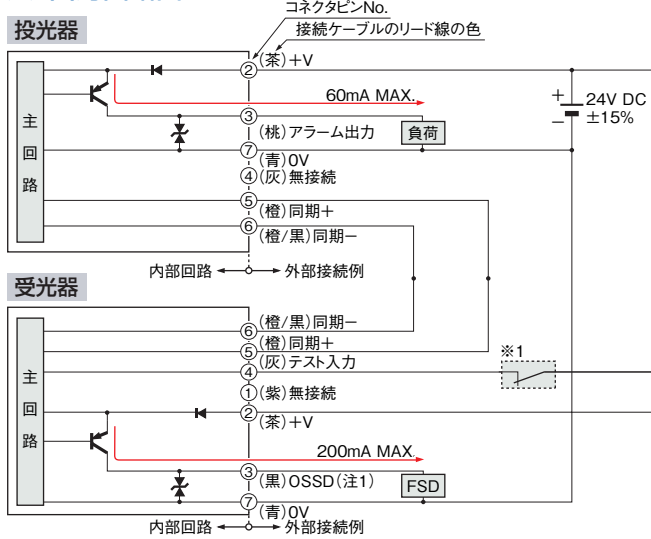 コネクタピンNo.
接続ケーブルのリード線の色
投光器
主回路
② (茶)+V
60mA MAX.
③
(桃)アラーム出力
負荷
+
−
24V DC
±15%
⑦
(青)0V
④(灰)無接続
⑤
(橙)同期+
⑥
(橙/黒)同期−
内部回路 外部接続例
受光器
主回路
(橙/黒)同期−
⑥
(橙)同期+
⑤
(灰)テスト入力
④
※1
①(紫)無接続
②
(茶)+V
200mA MAX.
③
(黒)OSSD(注1)
FSD
⑦
(青)0V
内部回路 外部接続例